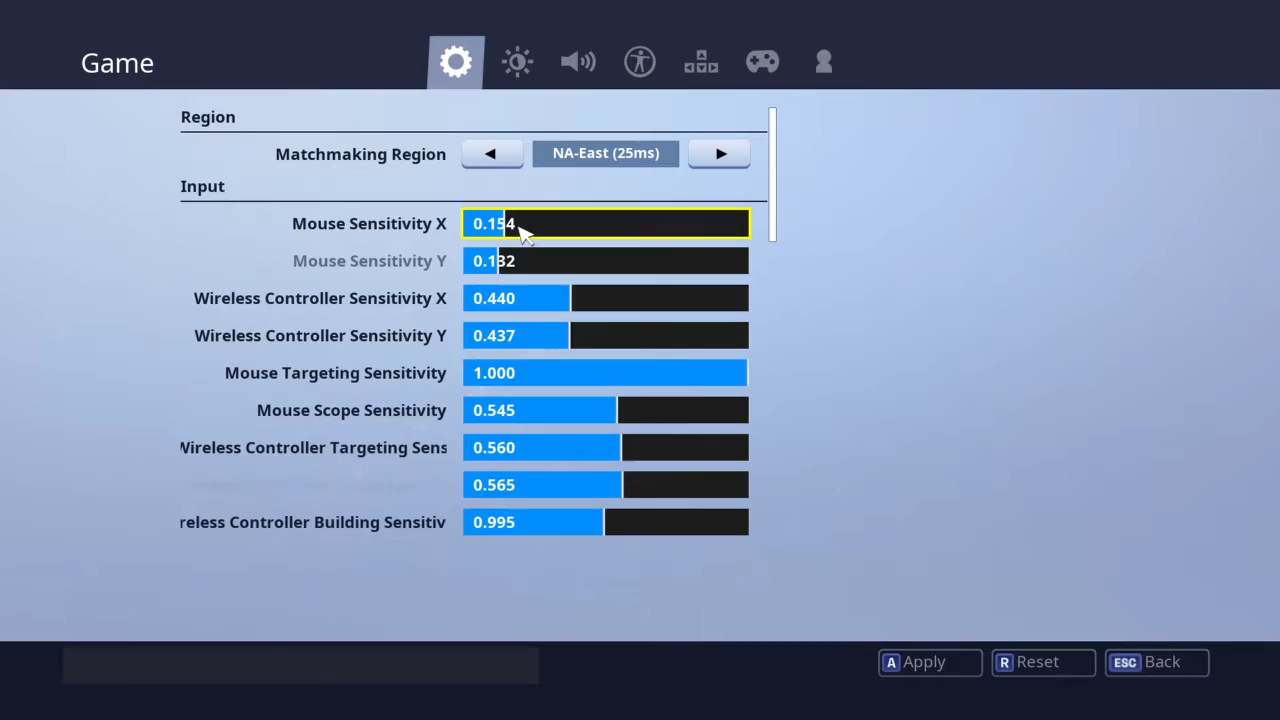 Game
Region
Matchmaking Region ◄ NA-East (25ms) ►
Input
Mouse Sensitivity X 0.154
Mouse Sensitivity Y 0.132
Wireless Controller Sensitivity X 0.440
Wireless Controller Sensitivity Y 0.437
Mouse Targeting Sensitivity 1.000
Mouse Scope Sensitivity 0.545
Wireless Controller Targeting Sens 0.560
0.565
reless Controller Building Sensitiv 0.995
A Apply R Reset ESC Back